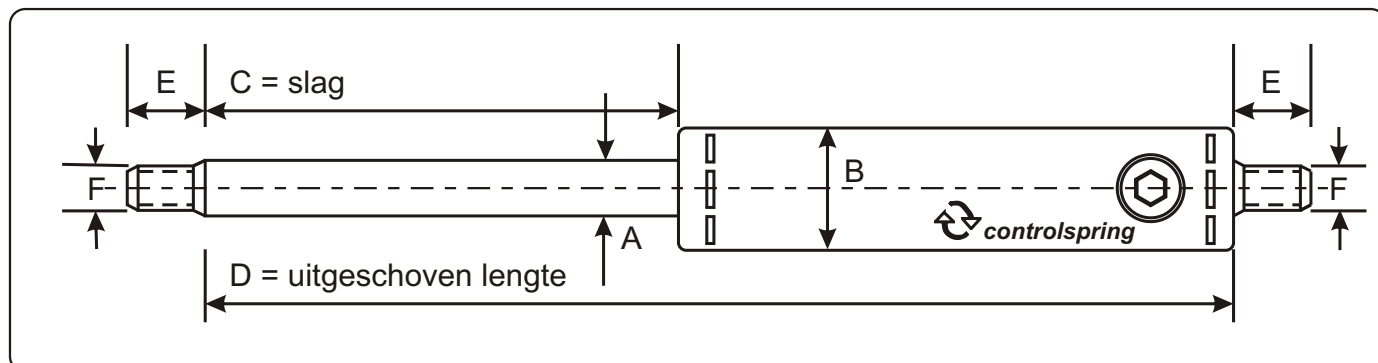 E
C = slag
E
F
B
F
controlspring
A
D = uitgeschoven lengte